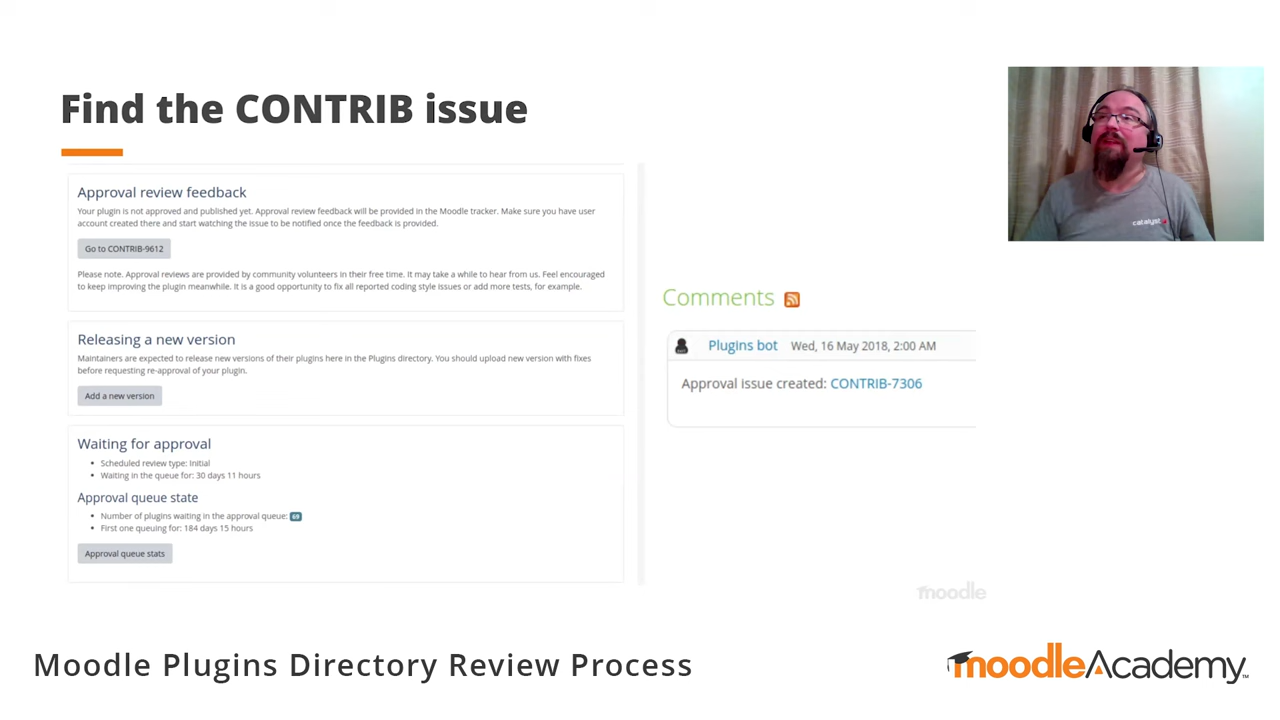 Find the CONTRIB issue
Approval review feedback
Your plugin is not approved and published yet. Approval review feedback will be provided in the Moodle tracker. Make sure you have user
account created there and start watching the issue to be notified once the feedback is provided.
Go to CONTRIB-9612
Please note. Approval reviews are provided by community volunteers in their free time. It may take a while to hear from us. Feel encouraged
to keep improving the plugin meanwhile. It is a good opportunity to fix all reported coding style issues or add more tests, for example.
Releasing a new version
Maintainers are expected to release new versions of their plugins here in the Plugins directory. You should upload new version with fixes
before requesting re-approval of your plugin.
Add a new version
Waiting for approval
• Scheduled review type: Initial
• Waiting in the queue for: 30 days 11 hours
Approval queue state
• Number of plugins waiting in the approval queue: 69
• First one queuing for: 184 days 15 hours
Approval queue stats
Comments
Plugins bot Wed, 16 May 2018, 2:00 AM
Approval issue created: CONTRIB-7306
catalyst
moodle
Moodle Plugins Directory Review Process
moodleAcademy™